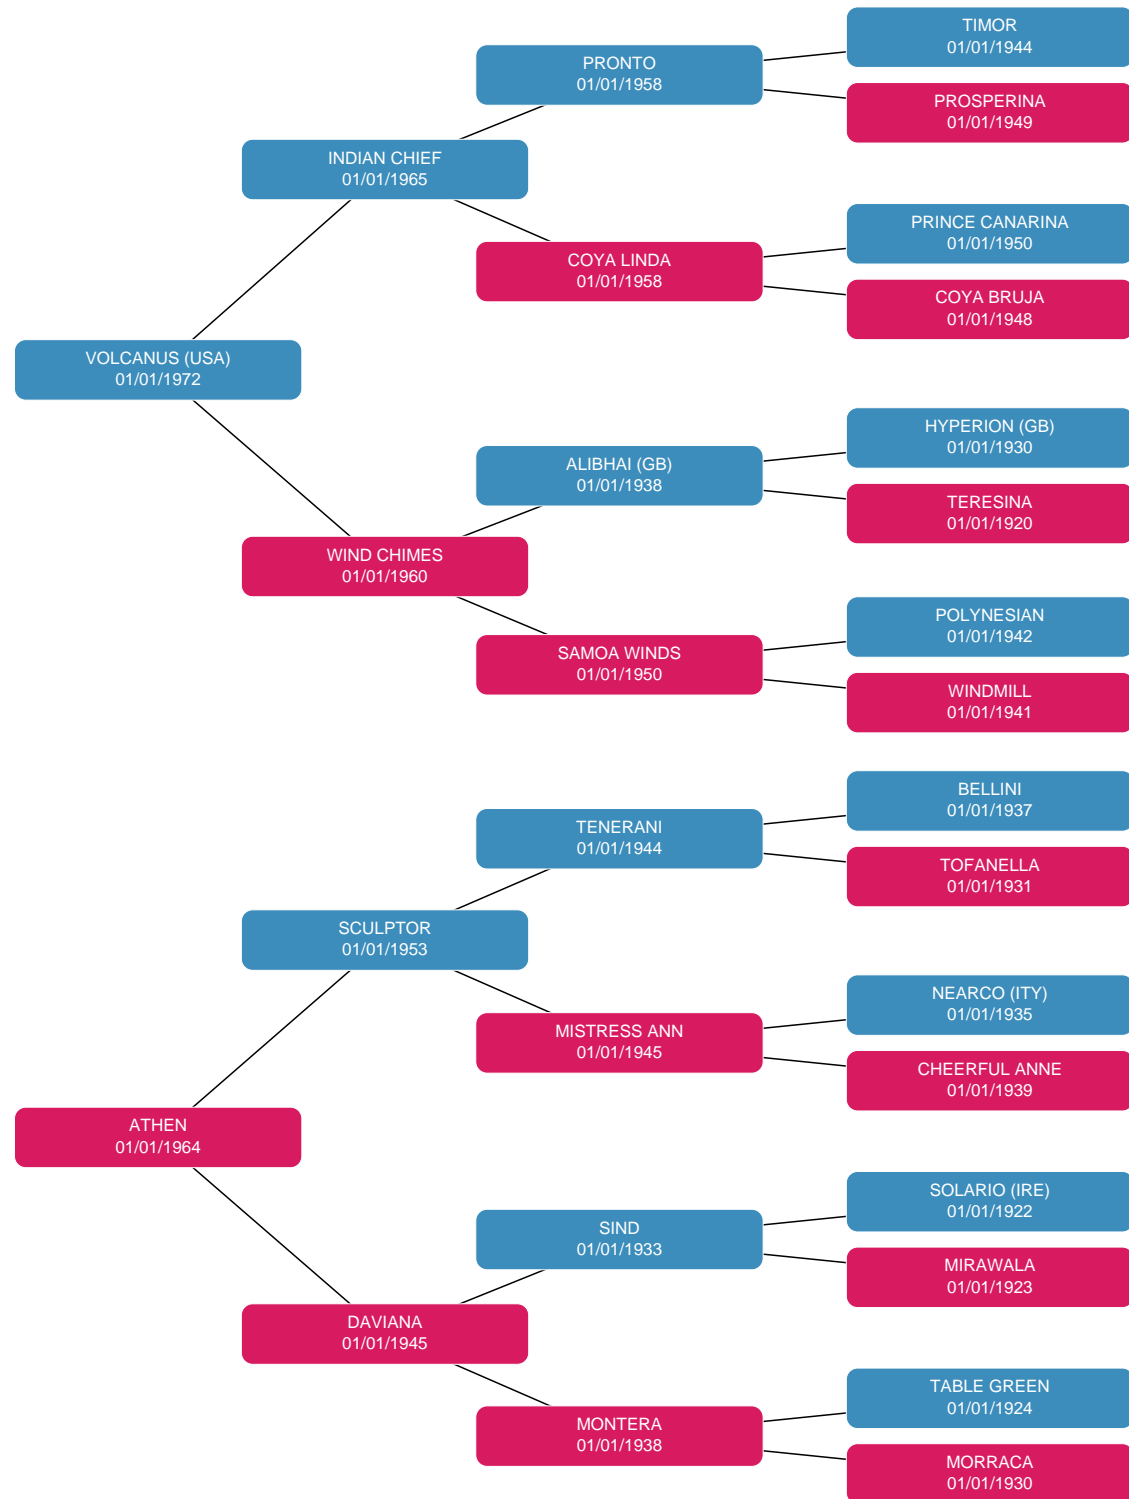 TIMOR
01/01/1944
PRONTO
01/01/1958
PROSPERINA
01/01/1949
INDIAN CHIEF
01/01/1965
PRINCE CANARINA
01/01/1950
COYA LINDA
01/01/1958
COYA BRUJA
01/01/1948
VOLCANUS (USA)
01/01/1972
HYPERION (GB)
01/01/1930
ALIBHAI (GB)
01/01/1938
TERESINA
01/01/1920
WIND CHIMES
01/01/1960
POLYNESIAN
01/01/1942
SAMOA WINDS
01/01/1950
WINDMILL
01/01/1941
BELLINI
01/01/1937
TENERANI
01/01/1944
TOFANELLA
01/01/1931
SCULPTOR
01/01/1953
NEARCO (ITY)
01/01/1935
MISTRESS ANN
01/01/1945
CHEERFUL ANNE
01/01/1939
ATHEN
01/01/1964
SOLARIO (IRE)
01/01/1922
SIND
01/01/1933
MIRAWALA
01/01/1923
DAVIANA
01/01/1945
TABLE GREEN
01/01/1924
MONTERA
01/01/1938
MORRACA
01/01/1930